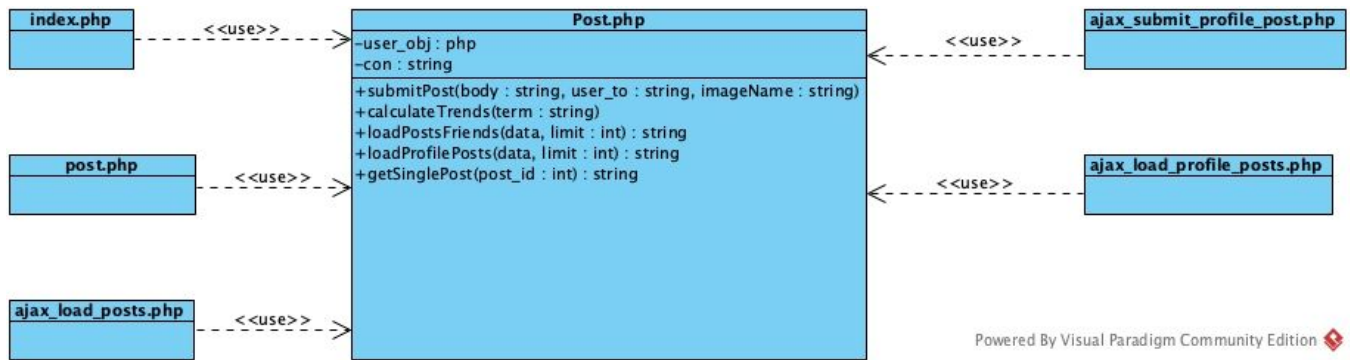 index.php
<<use>>
Post.php
-user_obj : php
-con : string
+submitPost(body : string, user_to : string, imageName : string)
+calculateTrends(term : string)
+loadPostsFriends(data, limit : int) : string
+loadProfilePosts(data, limit : int) : string
+getSinglePost(post_id : int) : string
<<use>>
ajax_submit_profile_post.php
post.php
<<use>>
<<use>>
ajax_load_profile_posts.php
ajax_load_posts.php
<<use>>
Powered By Visual Paradigm Community Edition